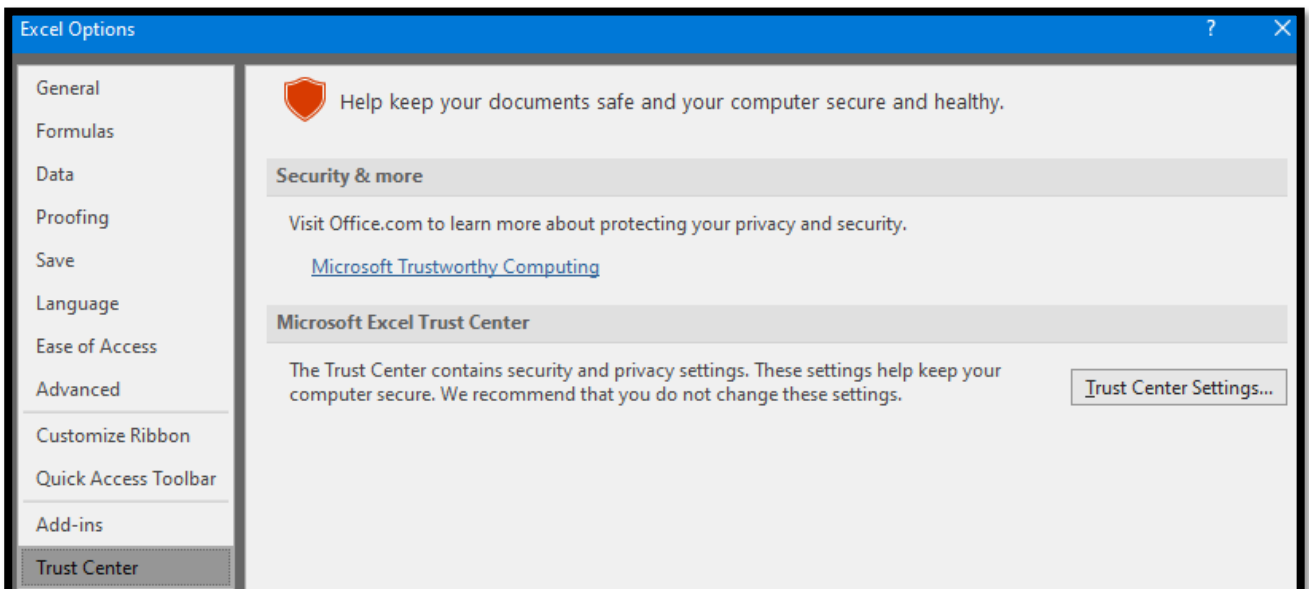 Excel Options
?
General
Formulas
Data
Proofing
Save
Language
Ease of Access
Advanced
Customize Ribbon
Quick Access Toolbar
Add-ins
Trust Center
Help keep your documents safe and your computer secure and healthy.
Security & more
Visit Office.com to learn more about protecting your privacy and security.
Microsoft Trustworthy Computing
Microsoft Excel Trust Center
The Trust Center contains security and privacy settings. These settings help keep your
computer secure. We recommend that you do not change these settings.
Trust Center Settings...